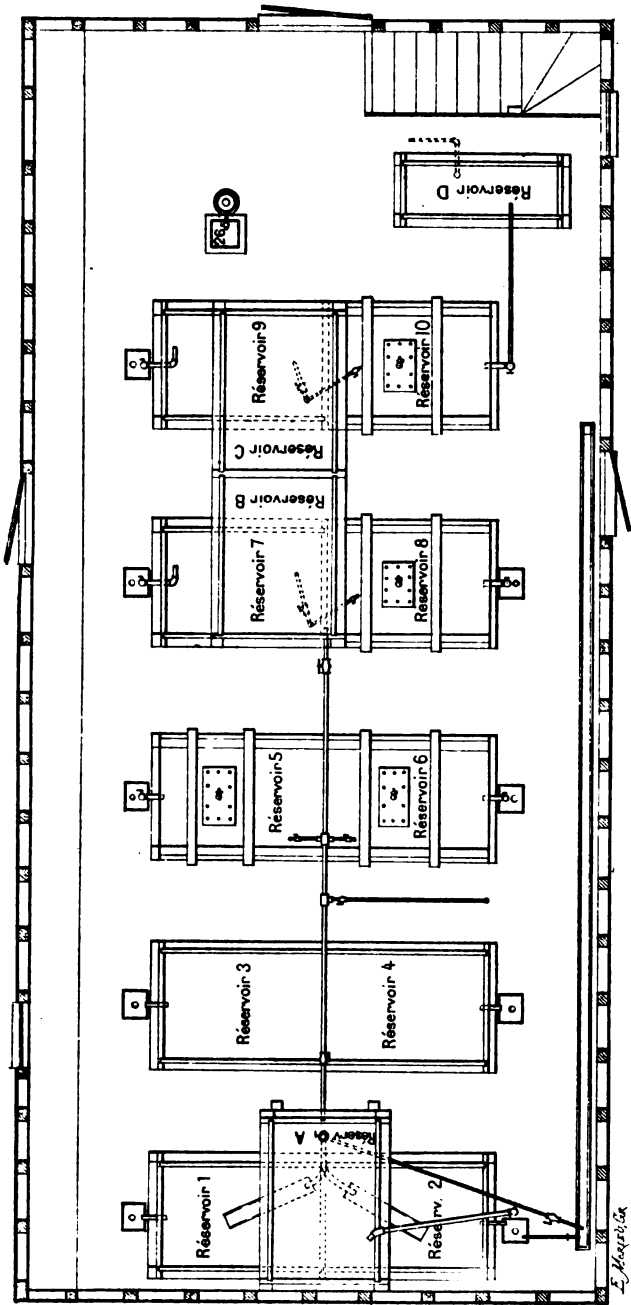 Réservoir D
26
Réservoir 9
Réservoir 10
Réservoir C
Réservoir B
Réservoir 7
Réservoir 8
Réservoir 5
Réservoir 6
Réservoir 3
Réservoir 4
Réserv. A
Réservoir 1
Réserv. 2